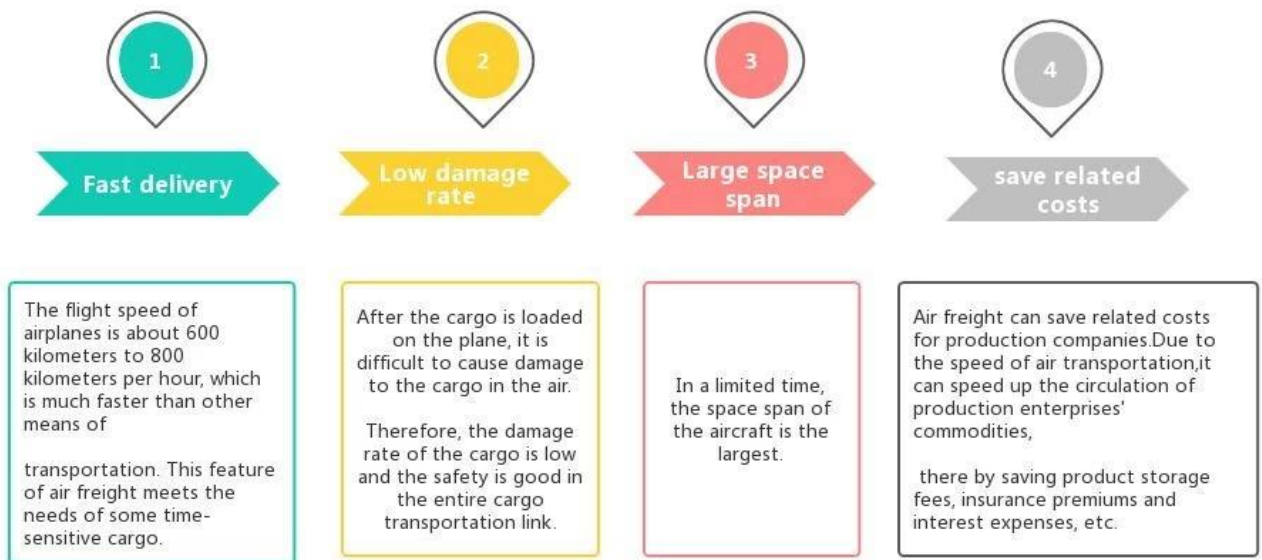 1
Fast delivery
The flight speed of
airplanes is about 600
kilometers to 800
kilometers per hour, which
is much faster than other
means of
transportation. This feature
of air freight meets the
needs of some time-
sensitive cargo.
2
Low damage
rate
After the cargo is loaded
on the plane, it is
difficult to cause damage
to the cargo in the air.
Therefore, the damage
rate of the cargo is low
and the safety is good in
the entire cargo
transportation link.
3
Large space
span
In a limited time,
the space span of
the aircraft is the
largest.
4
save related
costs
Air freight can save related costs
for production companies.Due to
the speed of air transportation,it
can speed up the circulation of
production enterprises'
commodities,
there by saving product storage
fees, insurance premiums and
interest expenses, etc.